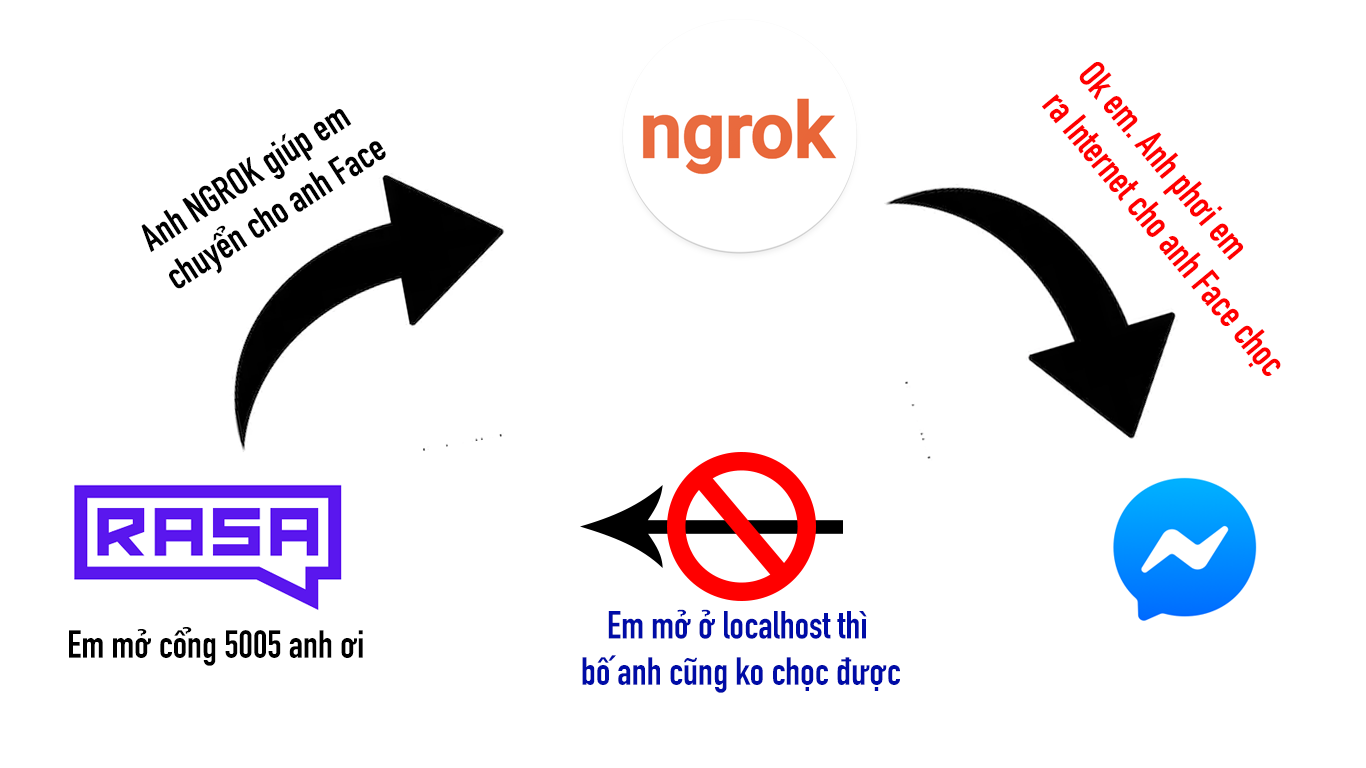 ngrok
Anh NGROK giúp em
chuyển cho anh Face
Ok em. Anh phơi em
ra Internet cho anh Face chọc
RASA
Em mở cổng 5005 anh ơi
Em mở ở localhost thì
bố anh cũng ko chọc được